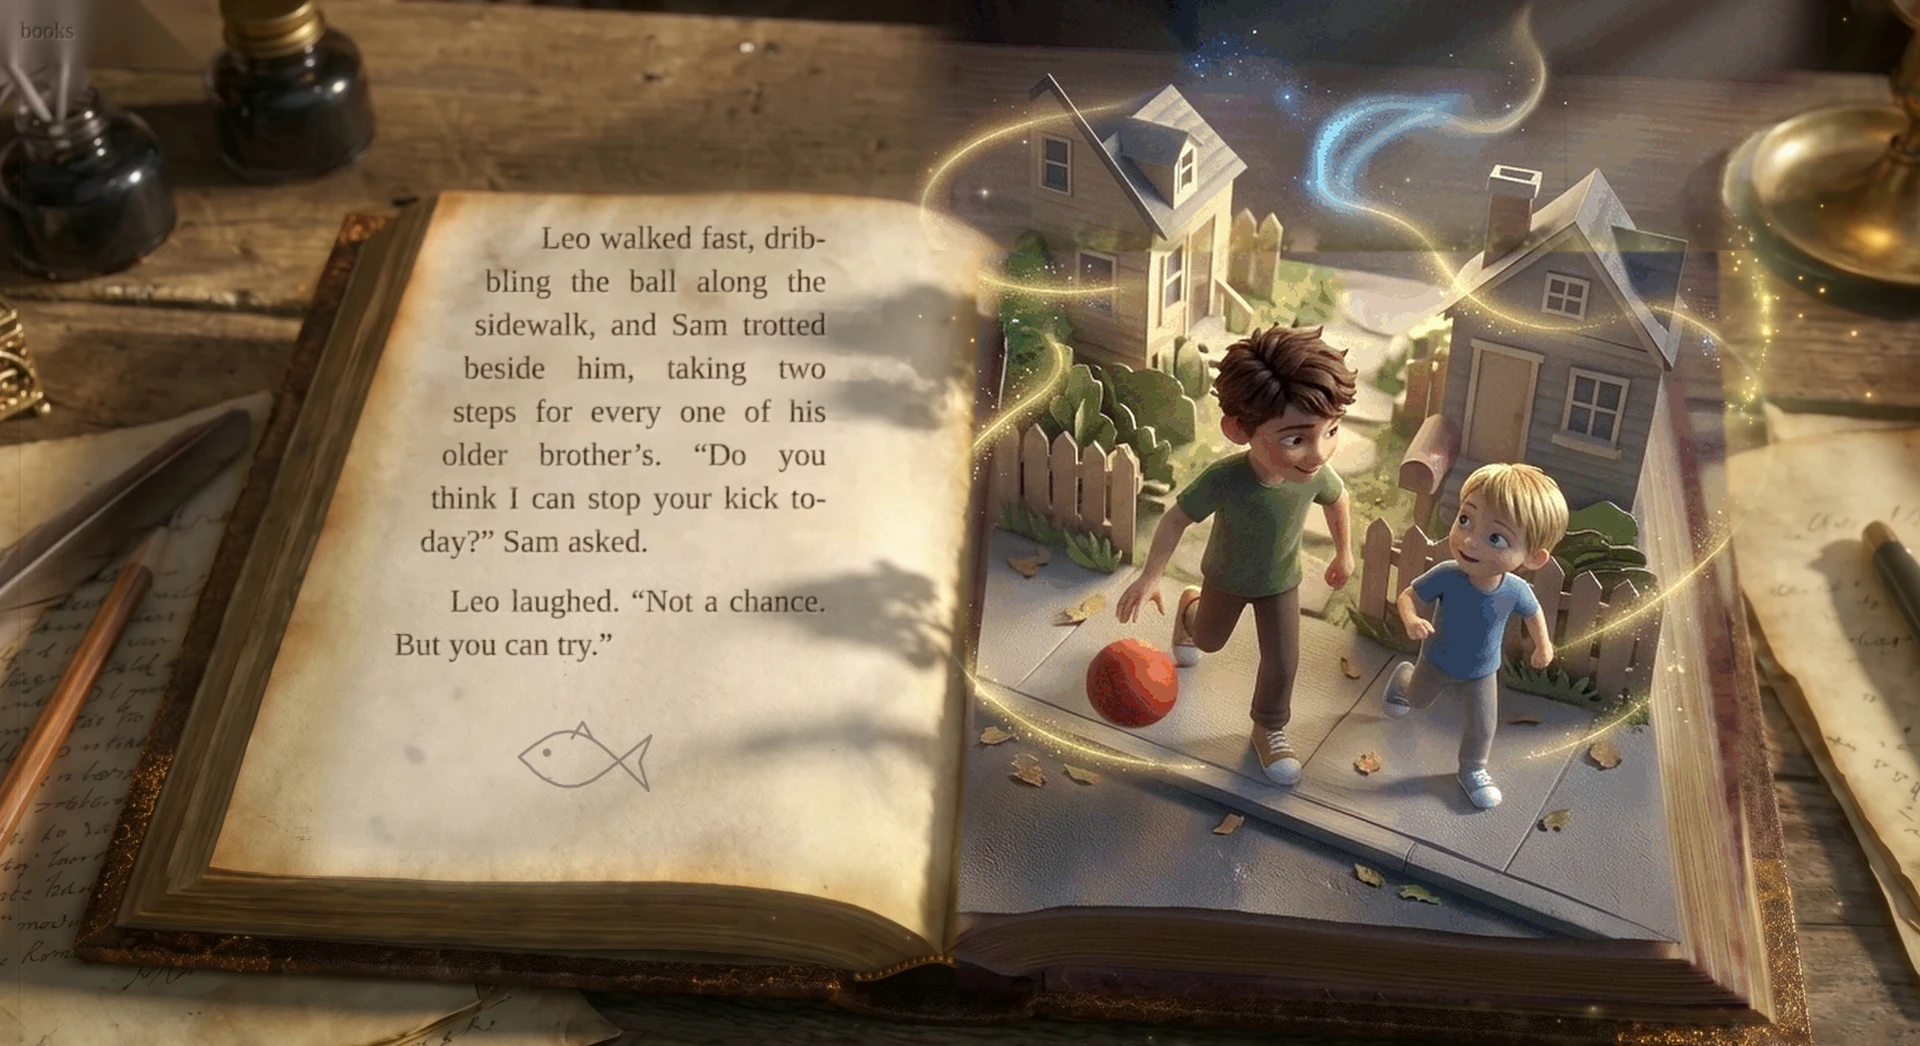 books
Leo walked fast, drib-
bling the ball along the
sidewalk, and Sam trotted
beside him, taking two
steps for every one of his
older brother’s. “Do you
think I can stop your kick to-
day?” Sam asked.
Leo laughed. “Not a chance.
But you can try.”